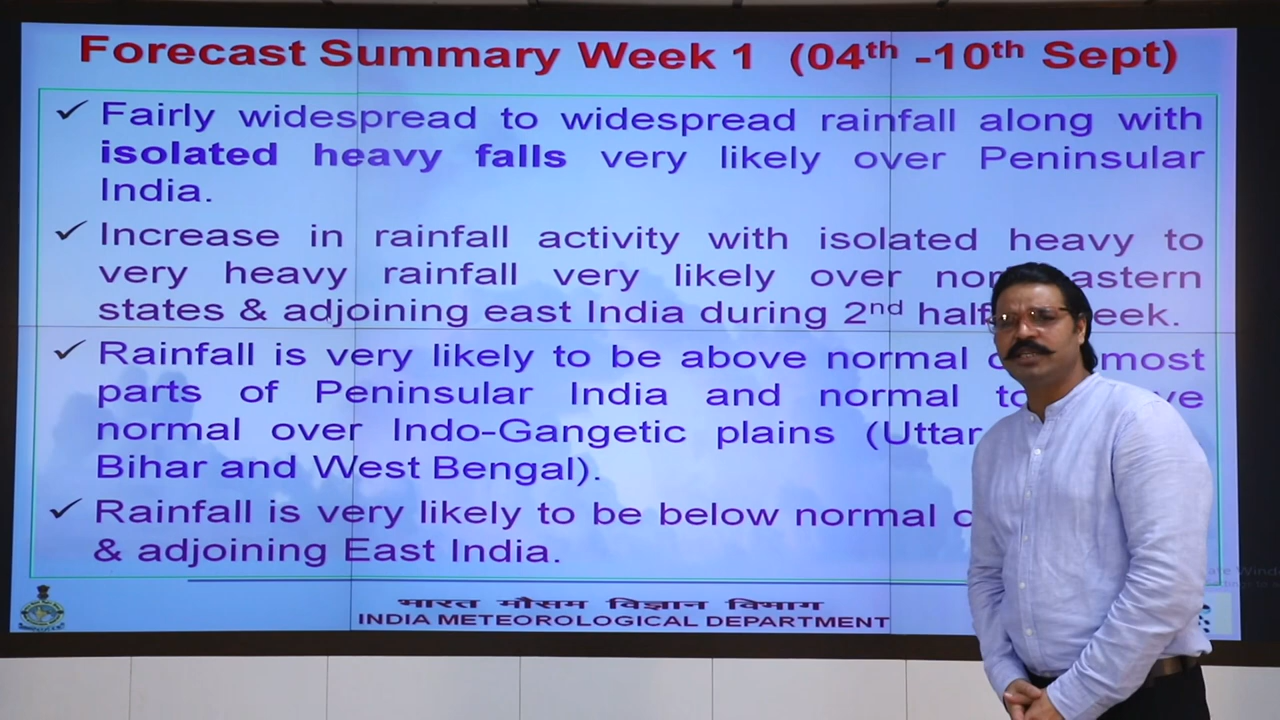 Forecast Summary Week 1 (04th -10th Sept)
✓ Fairly widespread to widespread rainfall along with
isolated heavy falls very likely over Peninsular
India.
✓ Increase in rainfall activity with isolated heavy to
very heavy rainfall very likely over
states & adjoining east India during 2nd half
✓ Rainfall is very likely to be above normal most
parts of Peninsular India and normal to
normal over Indo-Gangetic plains (Uttar
Bihar and West Bengal).
✓ Rainfall is very likely to be below normal
& adjoining East India.
भारत मौसम विज्ञान विभाग
INDIA METEOROLOGICAL DEPARTMENT